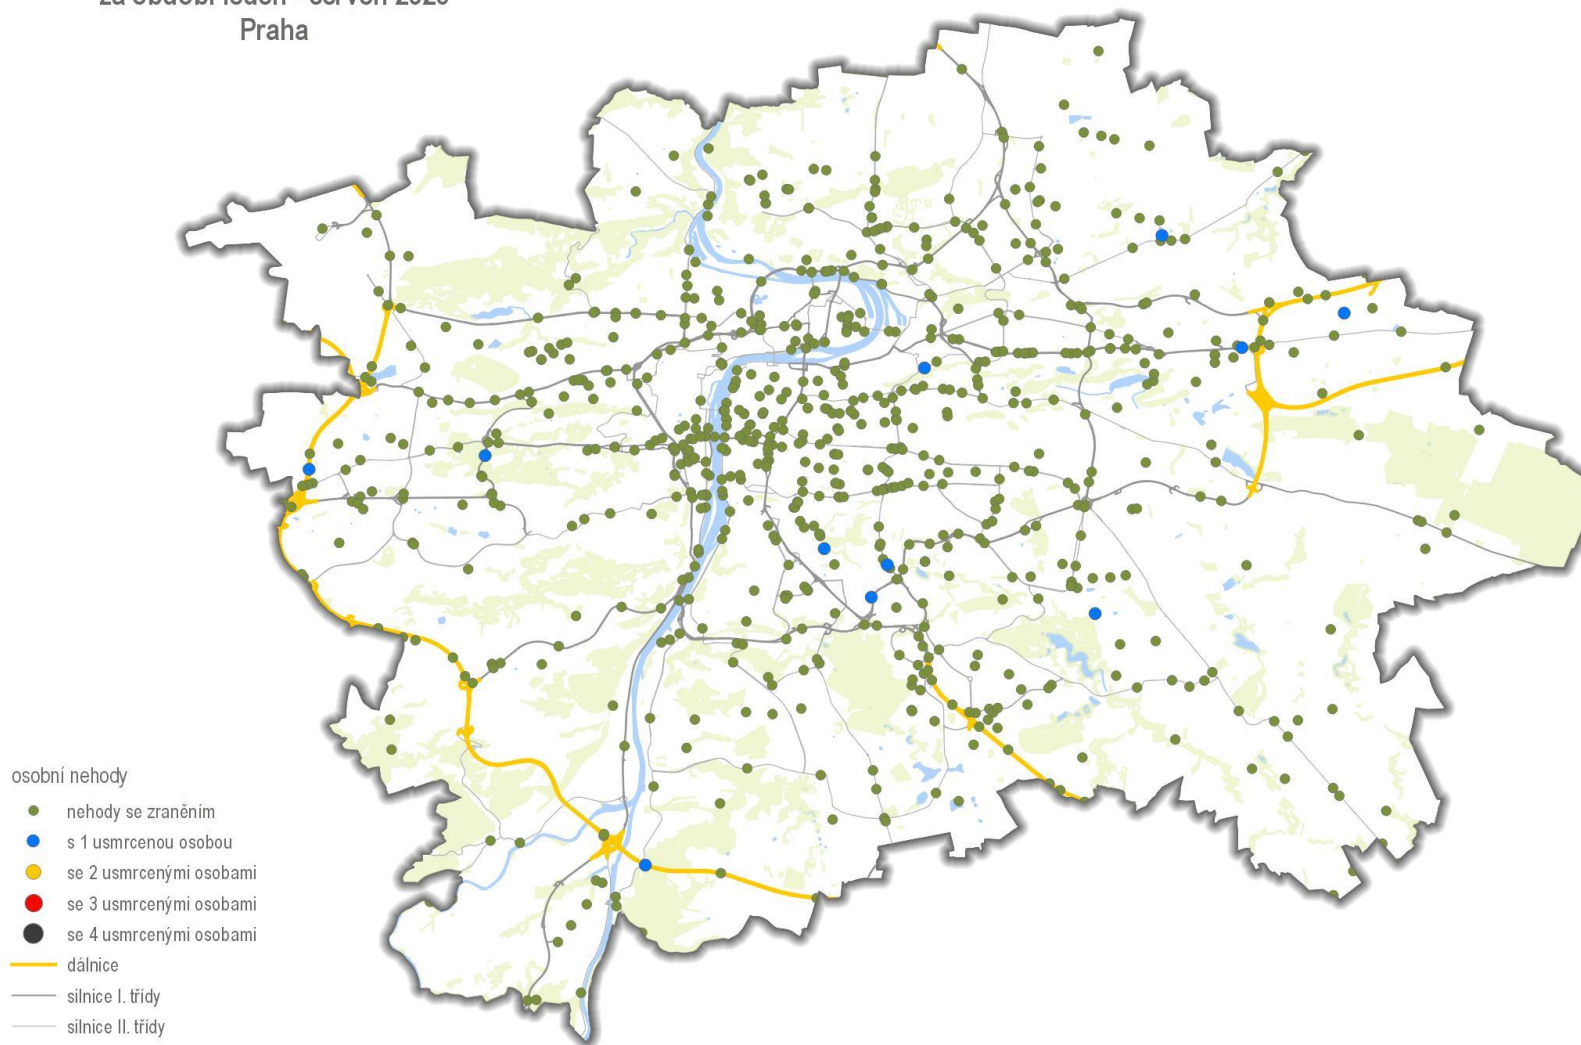 Praha
osobní nehody
nehody se zraněním
s 1 usmrcenou osobou
se 2 usmrcenými osobami
se 3 usmrcenými osobami
se 4 usmrcenými osobami
dálnice
silnice I. třídy
silnice II. třídy